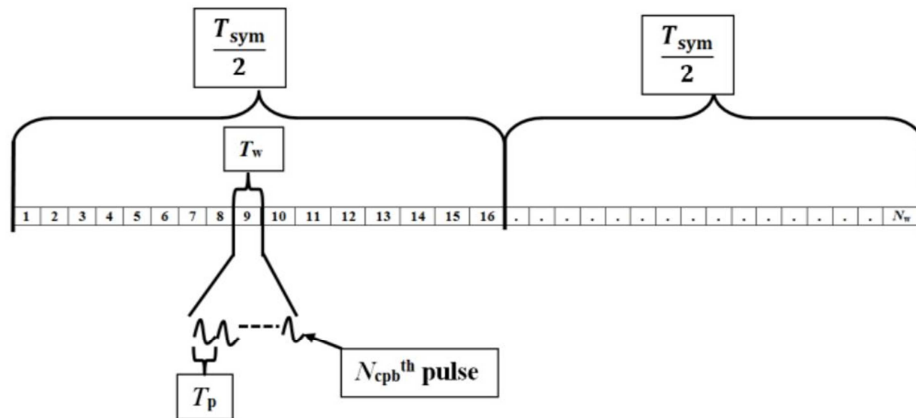 T_sym/2 T_sym/2
T_w
1 2 3 4 5 6 7 8 9 10 11 12 13 14 15 16 . . . . . . . . . . . . . . N_w
N_cpb^th pulse
T_p